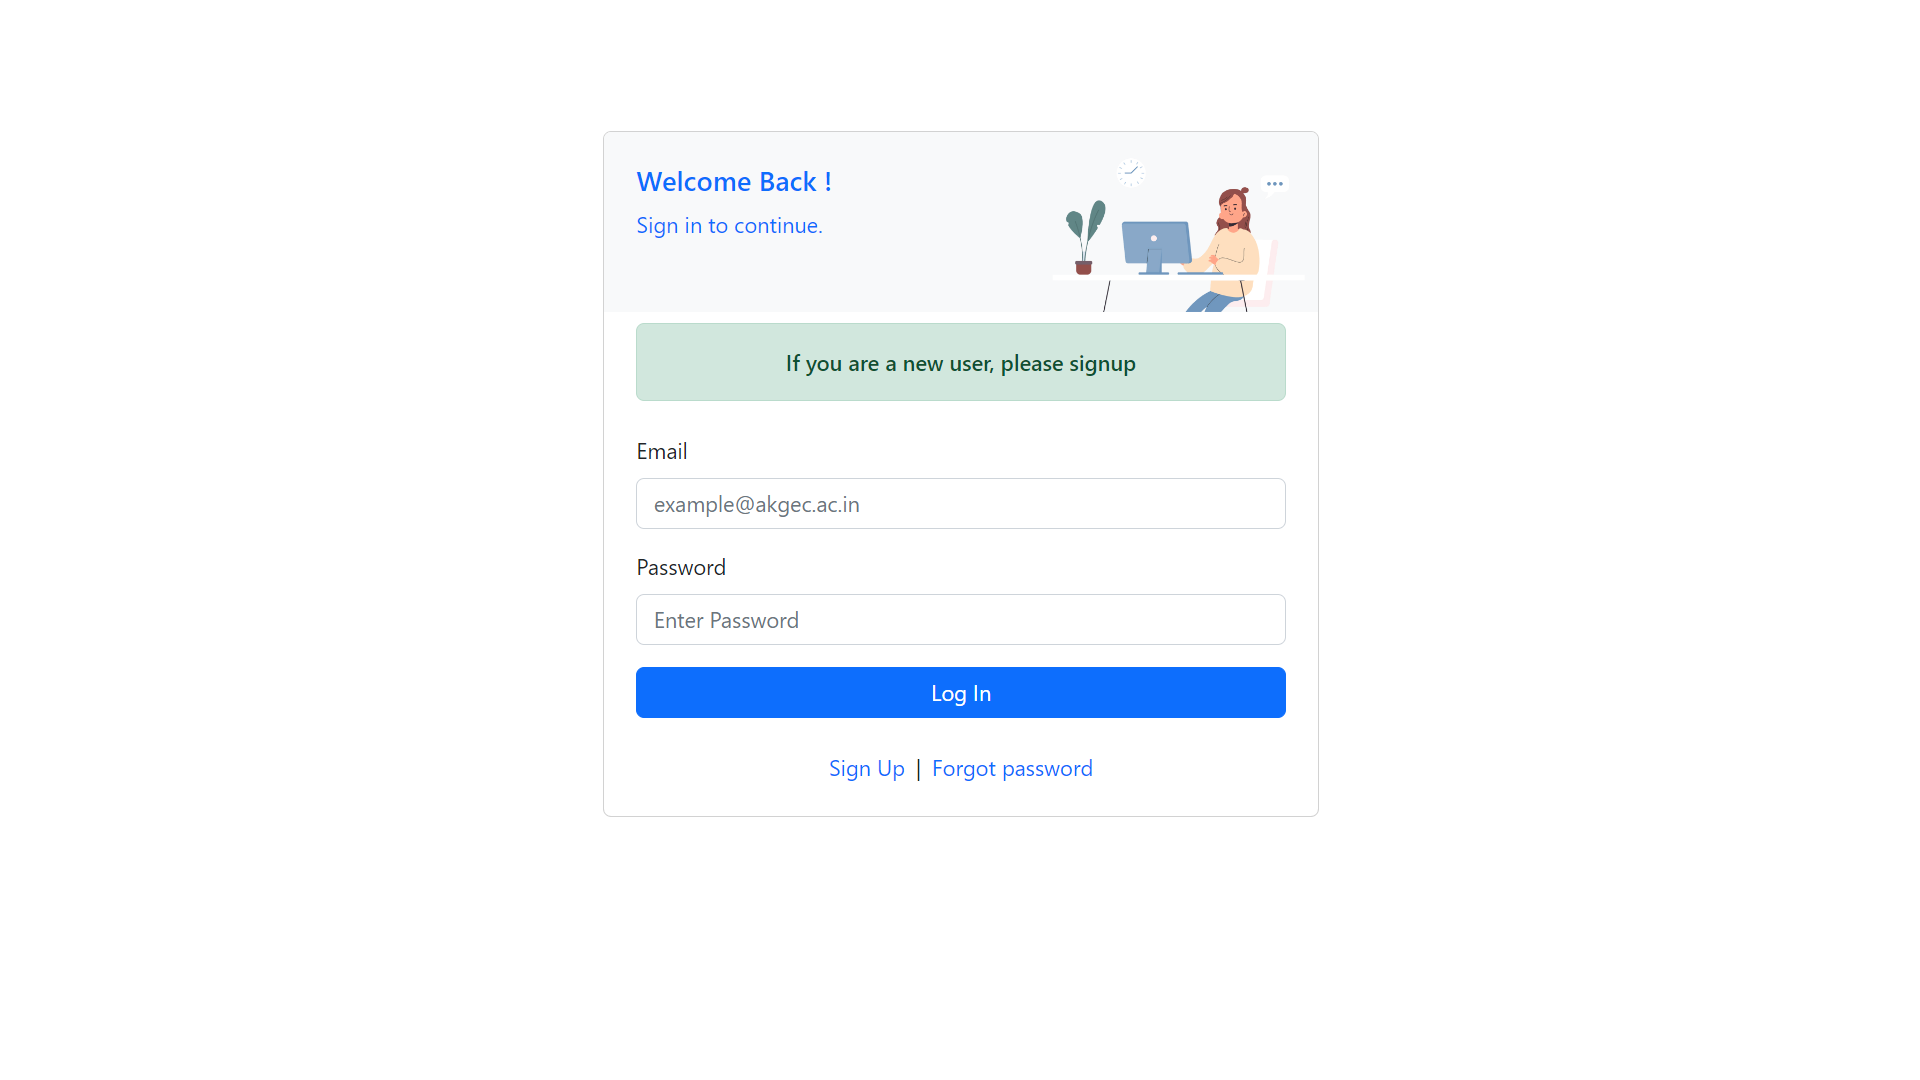 Welcome Back !
Sign in to continue.
If you are a new user, please signup
Email
example@akgec.ac.in
Password
Enter Password
Log In
Sign Up | Forgot password